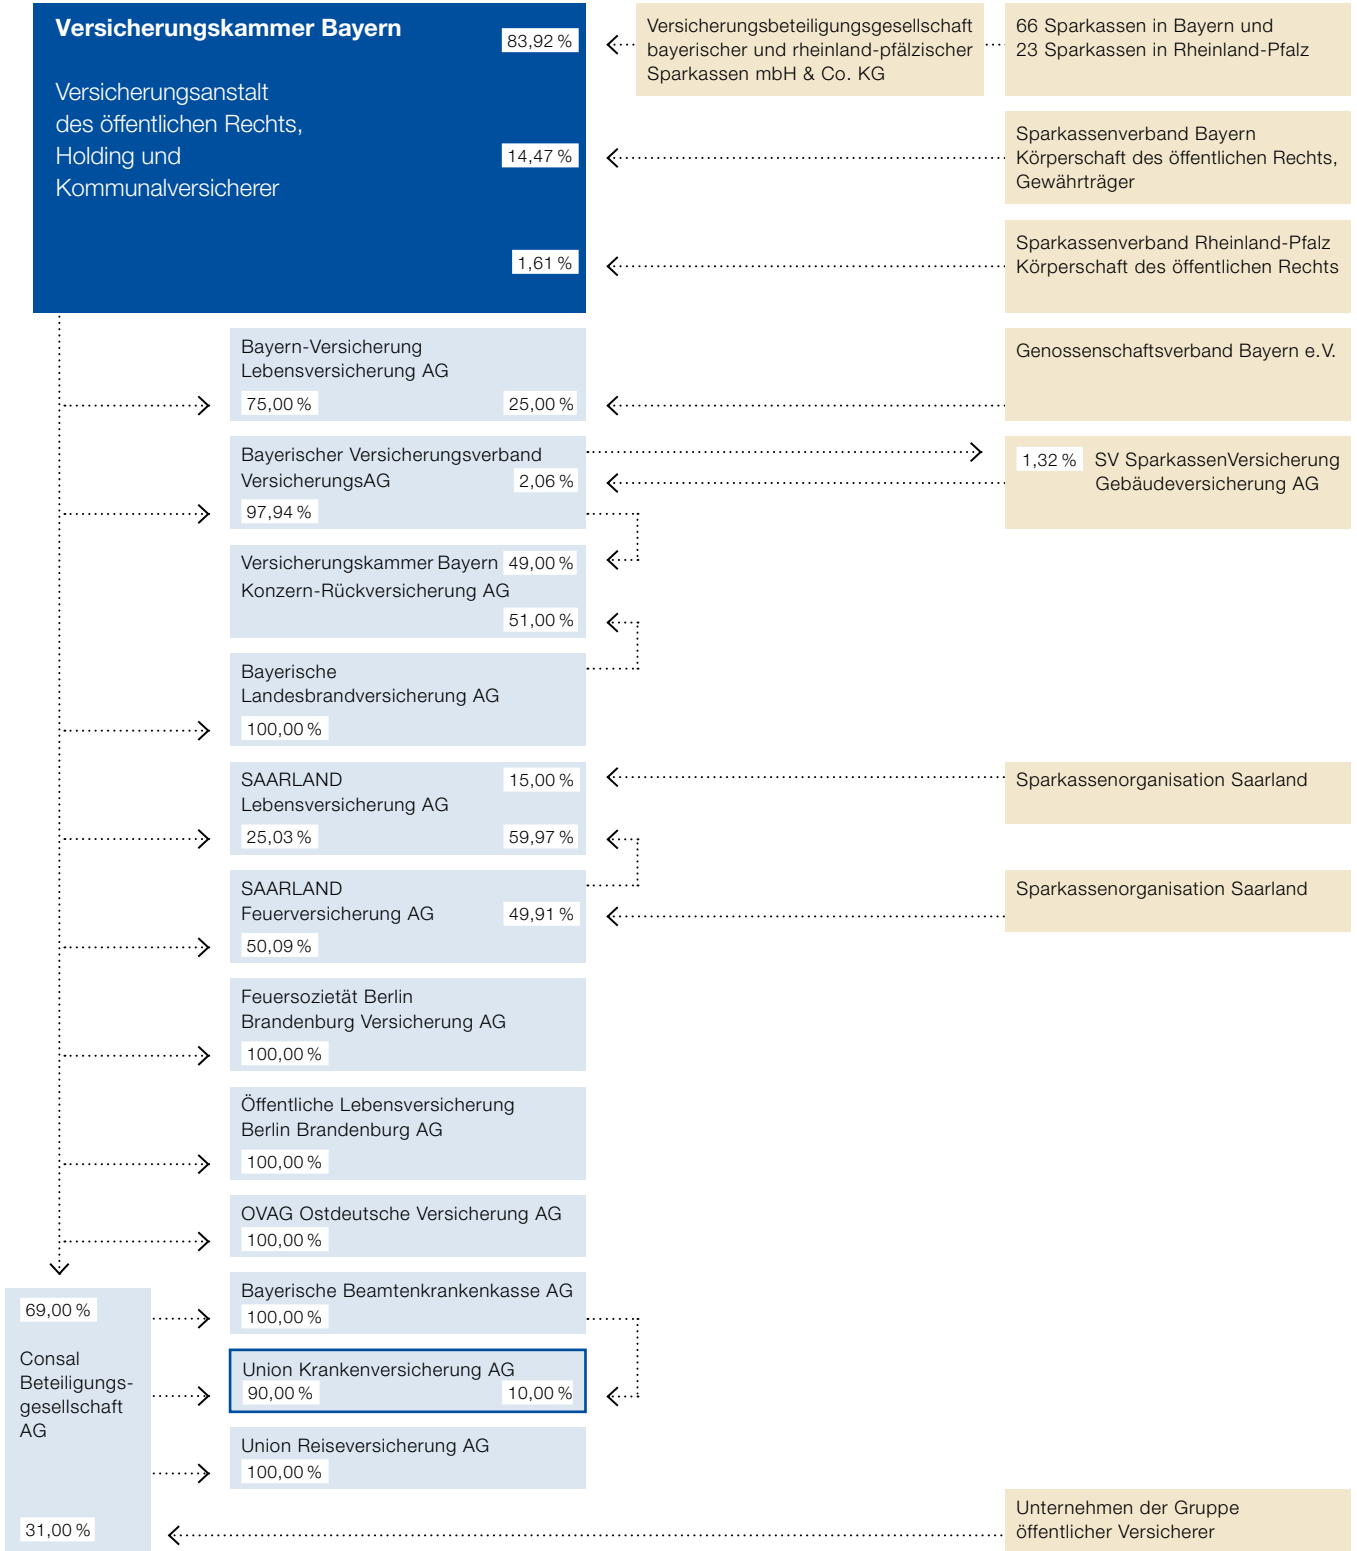 Versicherungskammer Bayern
83,92 %
Versicherungsanstalt
des öffentlichen Rechts,
Holding und
Kommunalversicherer
14,47 %
1,61 %
Versicherungsbeteiligungsgesellschaft
bayerischer und rheinland-pfälzischer
Sparkassen mbH & Co. KG
66 Sparkassen in Bayern und
23 Sparkassen in Rheinland-Pfalz
Sparkassenverband Bayern
Körperschaft des öffentlichen Rechts,
Gewährträger
Sparkassenverband Rheinland-Pfalz
Körperschaft des öffentlichen Rechts
Bayern-Versicherung
Lebensversicherung AG
75,00 % 25,00 %
Genossenschaftsverband Bayern e.V.
Bayerischer Versicherungsverband
VersicherungsAG 2,06 %
97,94 %
1,32 % SV SparkassenVersicherung
Gebäudeversicherung AG
Versicherungskammer Bayern 49,00 %
Konzern-Rückversicherung AG
51,00 %
Bayerische
Landesbrandversicherung AG
100,00 %
SAARLAND 15,00 %
Lebensversicherung AG
25,03 % 59,97 %
Sparkassenorganisation Saarland
SAARLAND
Feuerversicherung AG 49,91 %
50,09 %
Sparkassenorganisation Saarland
Feuersozietät Berlin
Brandenburg Versicherung AG
100,00 %
Öffentliche Lebensversicherung
Berlin Brandenburg AG
100,00 %
OVAG Ostdeutsche Versicherung AG
100,00 %
69,00 %
Consal
Beteiligungs-
gesellschaft
AG
31,00 %
Bayerische Beamtenkrankenkasse AG
100,00 %
Union Krankenversicherung AG
90,00 % 10,00 %
Union Reiseversicherung AG
100,00 %
Unternehmen der Gruppe
öffentlicher Versicherer